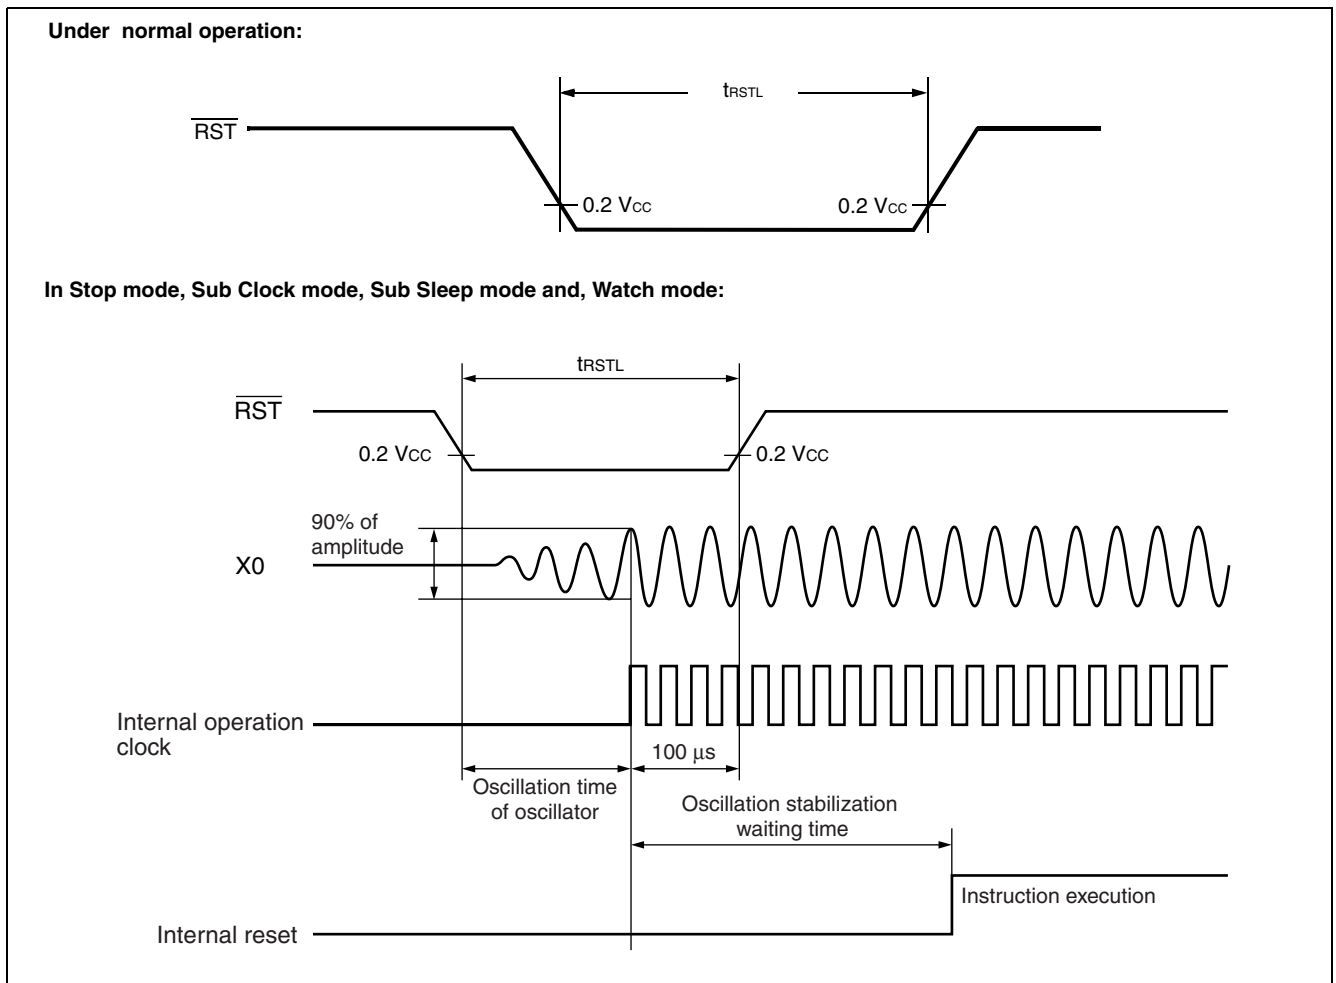 Under normal operation:
tRSTL
RST
0.2 VCC
0.2 VCC
In Stop mode, Sub Clock mode, Sub Sleep mode and, Watch mode:
tRSTL
RST
0.2 VCC
0.2 VCC
90% of
amplitude
X0
Internal operation
clock
100 μs
Oscillation time
of oscillator
Oscillation stabilization
waiting time
Instruction execution
Internal reset